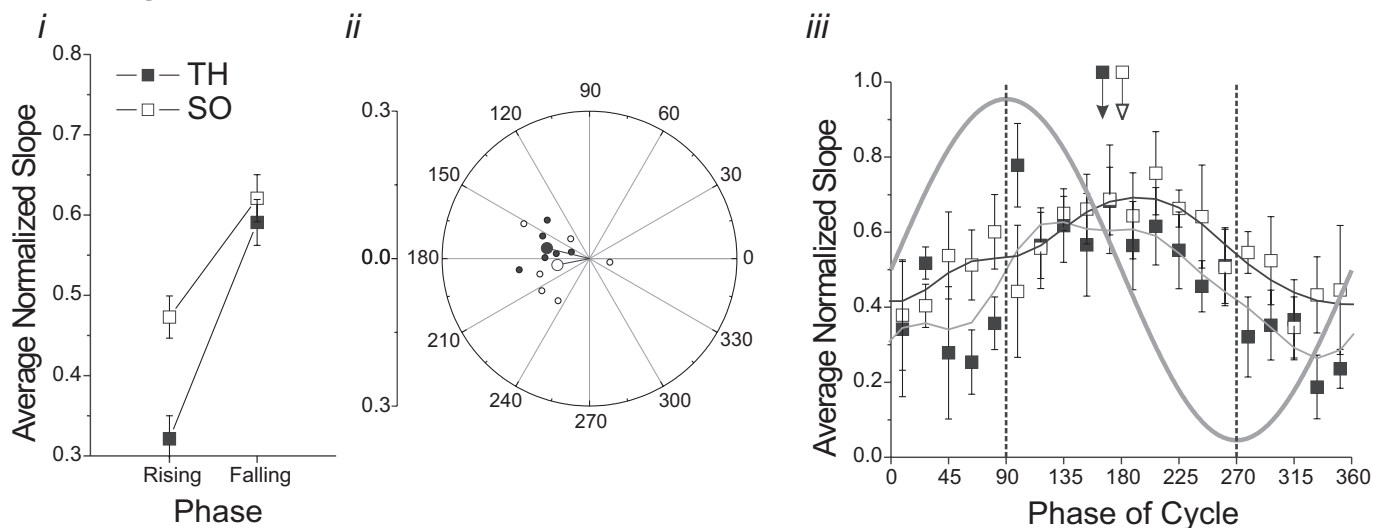 i
ii
iii
Average Normalized Slope
0.8
0.7
0.6
0.5
0.4
0.3
TH
SO
Rising
Falling
Phase
0.3
0.0
0.3
90
60
30
0
330
300
270
240
210
180
150
120
Average Normalized Slope
1.0
0.8
0.6
0.4
0.2
0.0
0 45 90 135 180 225 270 315 360
Phase of Cycle